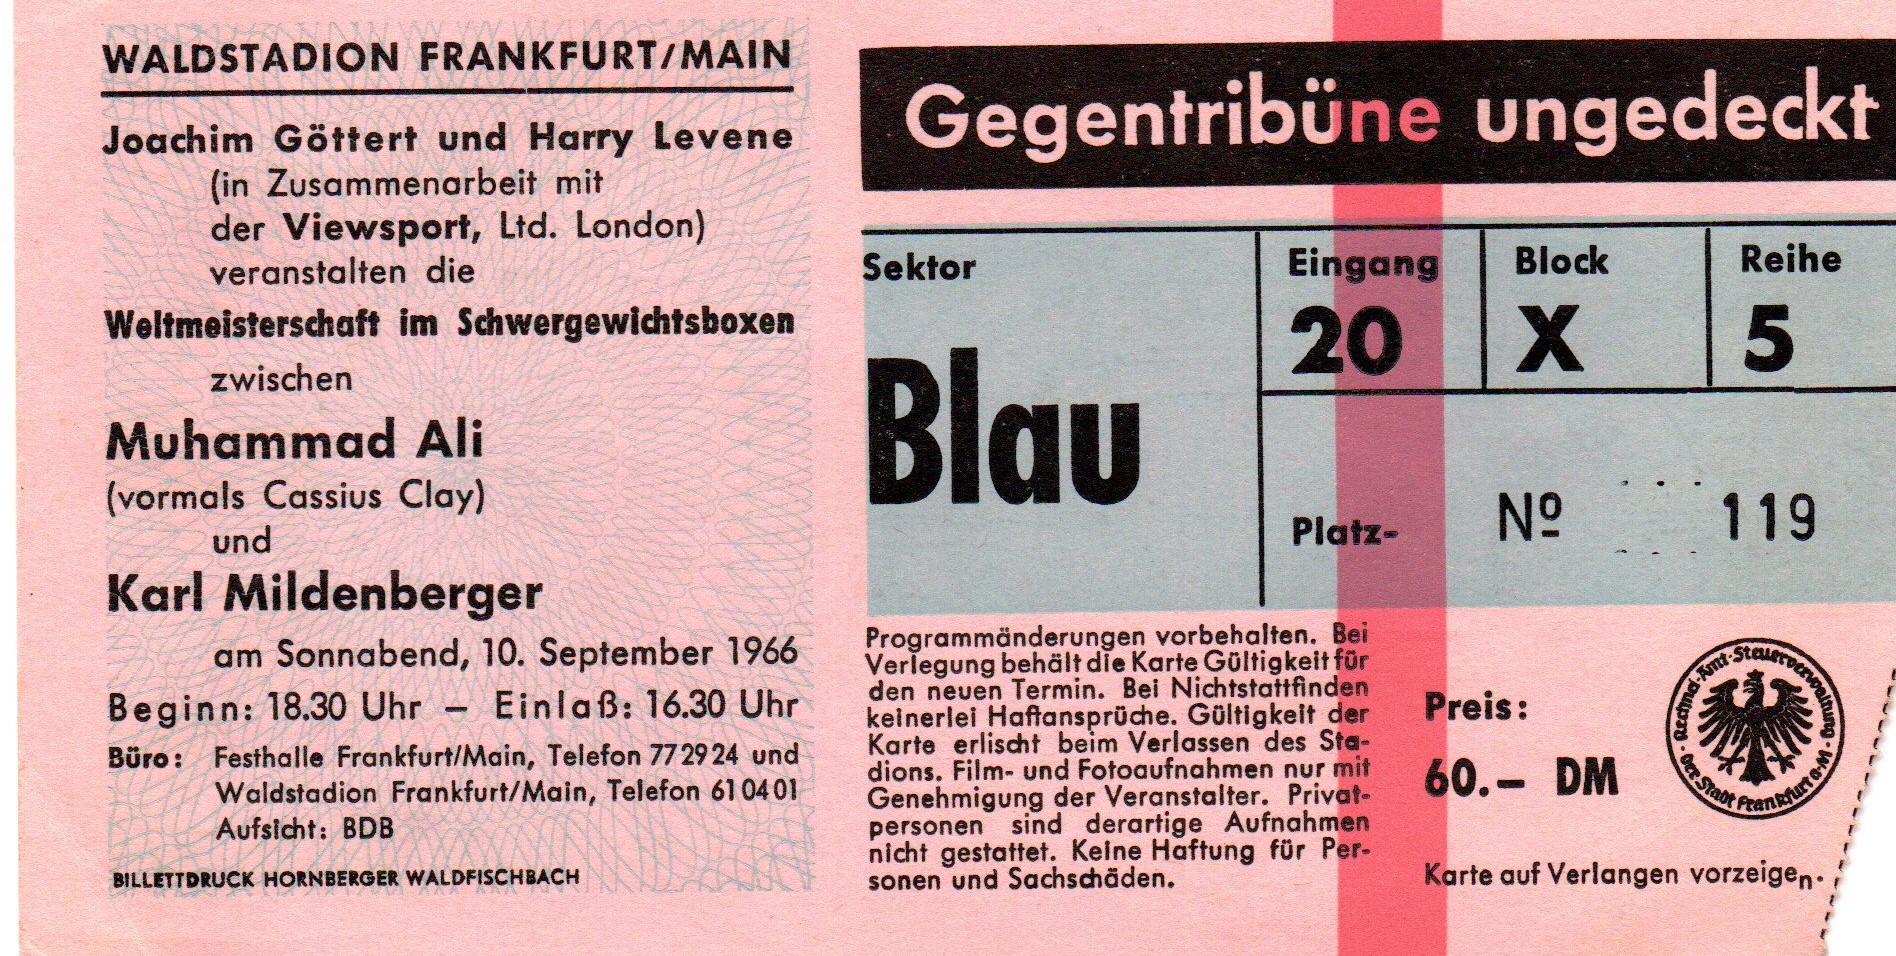 WALDSTADION FRANKFURT/MAIN
Joachim Göttert und Harry Levene
(in Zusammenarbeit mit
der Viewsport, Ltd. London)
veranstalten die
Weltmeisterschaft im Schwergewichtsboxen
zwischen
Muhammad Ali
(vormals Cassius Clay)
und
Karl Mildenberger
am Sonnabend, 10. September 1966
Beginn: 18.30 Uhr – Einlaß: 16.30 Uhr
Büro: Festhalle Frankfurt/Main, Telefon 772924 und
Waldstadion Frankfurt/Main, Telefon 610401
Aufsicht: BDB
BILLETTDRUCK HORNBERGER WALDFISCHBACH
Gegentribüne ungedeckt
Sektor
Blau
Eingang Block Reihe
20 X 5
Platz- Nº 119
Programmänderungen vorbehalten. Bei
Verlegung behält die Karte Gültigkeit für
den neuen Termin. Bei Nichtstattfinden
keinerlei Haftansprüche. Gültigkeit der
Karte erlischt beim Verlassen des Sta-
dions. Film- und Fotoaufnahmen nur mit
Genehmigung der Veranstalter. Privat-
personen sind derartige Aufnahmen
nicht gestattet. Keine Haftung für Per-
sonen und Sachschäden.
Preis:
60.– DM
Rechnei-Amt-Steuerverwaltung
der Stadt Frankfurt a·M·
Karte auf Verlangen vorzeigen.